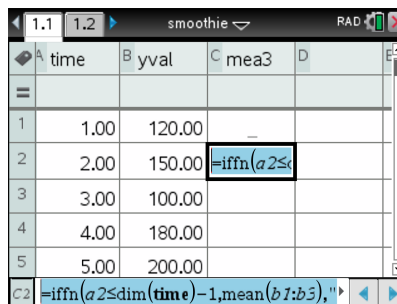 1.1 1.2 smoothie RAD
A time B yval C mea3 D E
=
1 1.00 120.00 _
2 2.00 150.00 =iffn(a2≤
3 3.00 100.00
4 4.00 180.00
5 5.00 200.00
C2 =iffn(a2≤dim(time)−1,mean(b1:b3),"